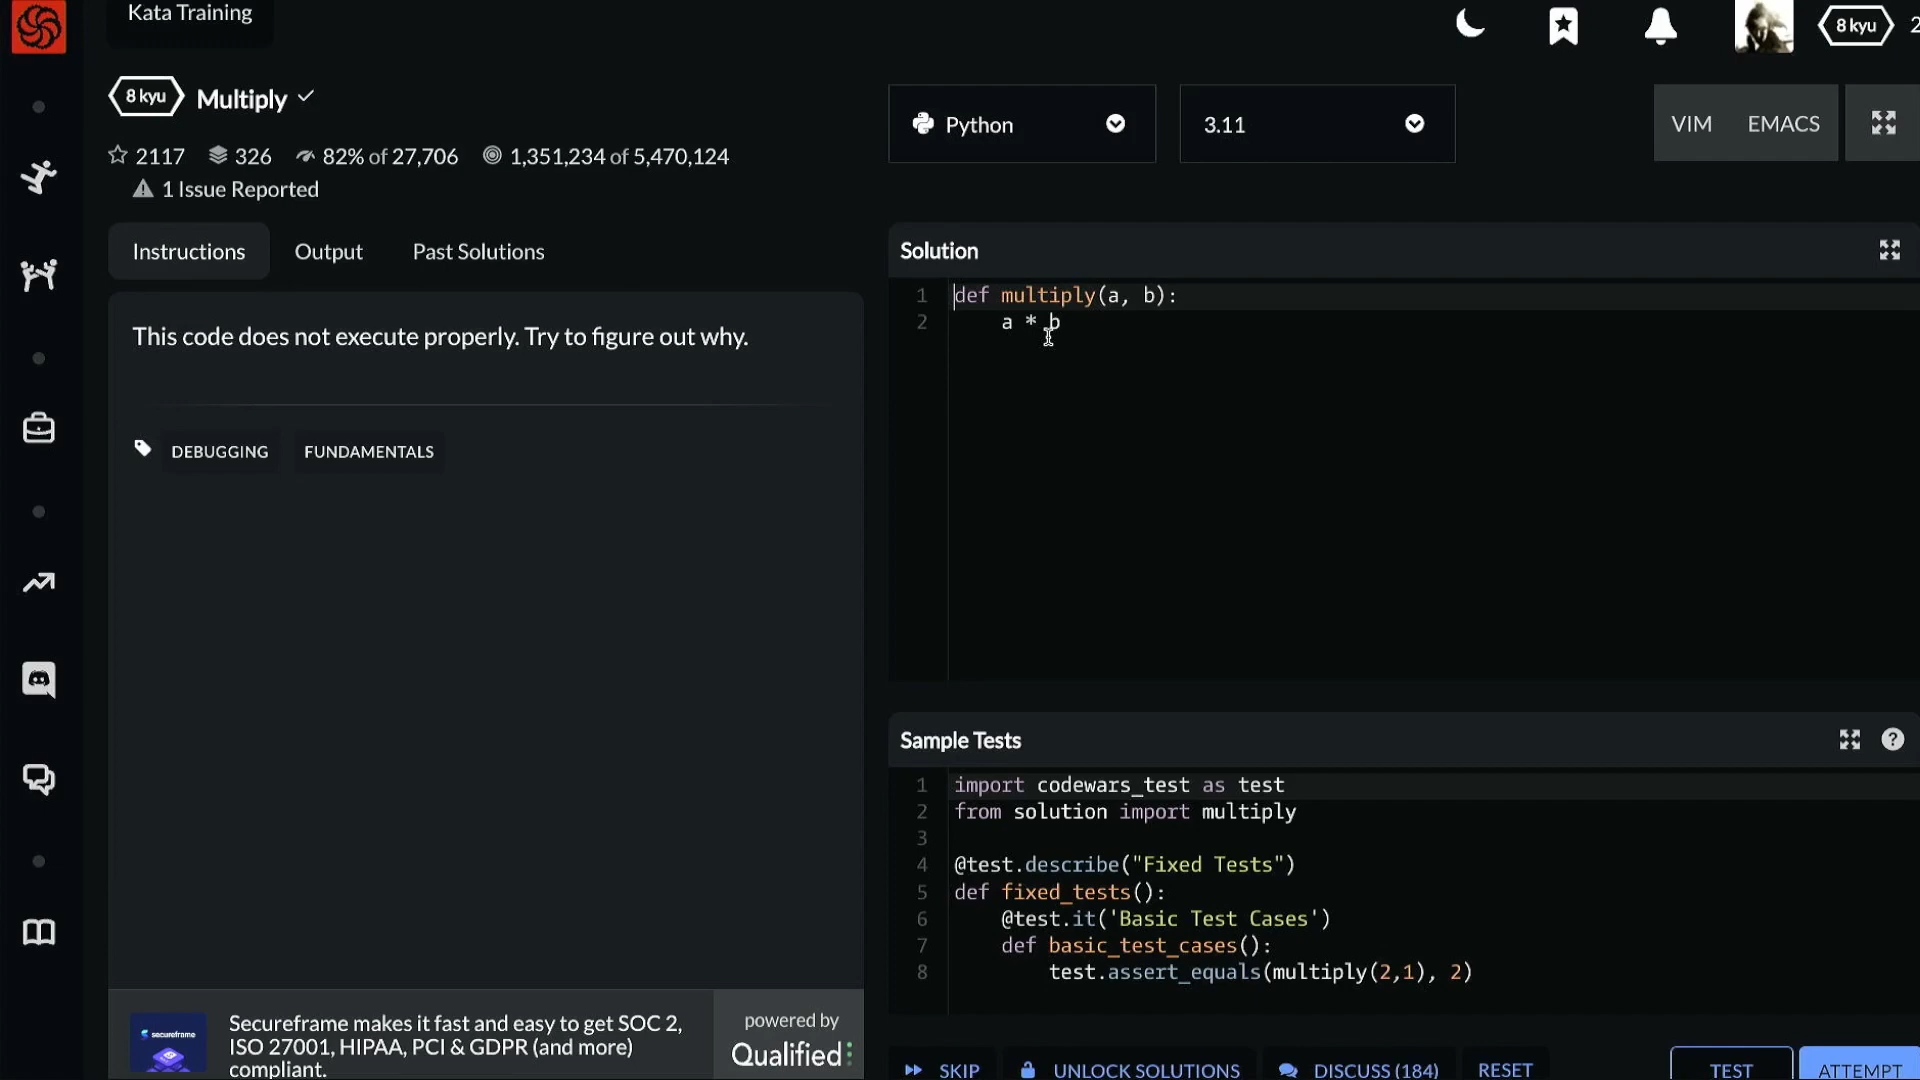 Kata Training
8 kyu
2
8 kyu Multiply
Python
3.11
VIM EMACS
2117 326 82% of 27,706 1,351,234 of 5,470,124
1 Issue Reported
Instructions Output Past Solutions
This code does not execute properly. Try to figure out why.
DEBUGGING FUNDAMENTALS
Solution
1 def multiply(a, b):
2 a * b
Sample Tests
1 import codewars_test as test
2 from solution import multiply
3
4 @test.describe("Fixed Tests")
5 def fixed_tests():
6 @test.it('Basic Test Cases')
7 def basic_test_cases():
8 test.assert_equals(multiply(2,1), 2)
secureframe
Secureframe makes it fast and easy to get SOC 2,
ISO 27001, HIPAA, PCI & GDPR (and more)
compliant.
powered by
Qualified
SKIP UNLOCK SOLUTIONS DISCUSS (184) RESET TEST ATTEMPT